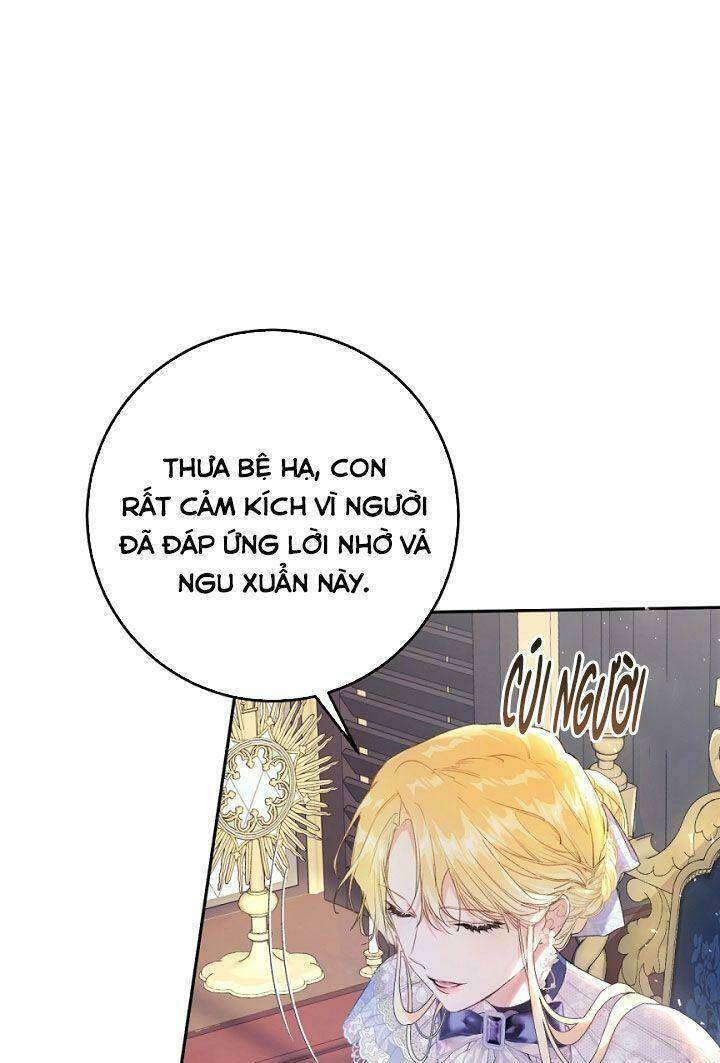 THƯA BỆ HẠ, CON
RẤT CẢM KÍCH VÌ NGƯỜI
ĐÃ ĐÁP ỨNG LỜI NHỜ VẢ
NGU XUẨN NÀY.
CÚI NGƯỜI